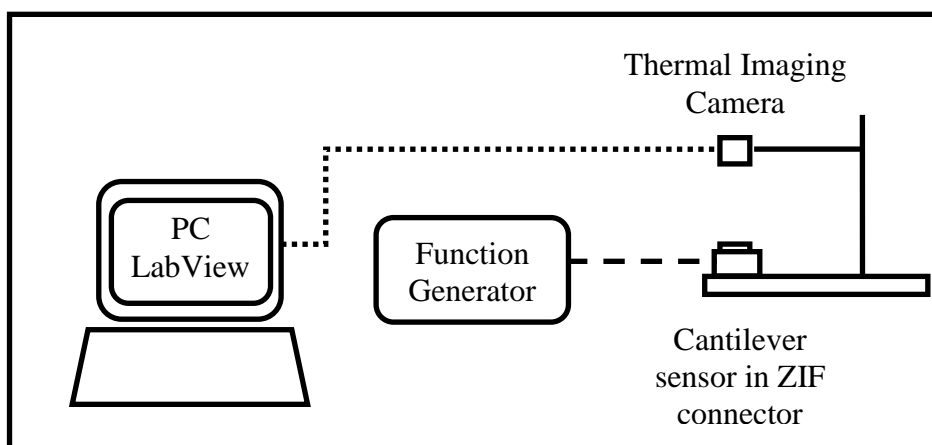 Thermal Imaging
Camera
PC
LabView
Function
Generator
Cantilever
sensor in ZIF
connector